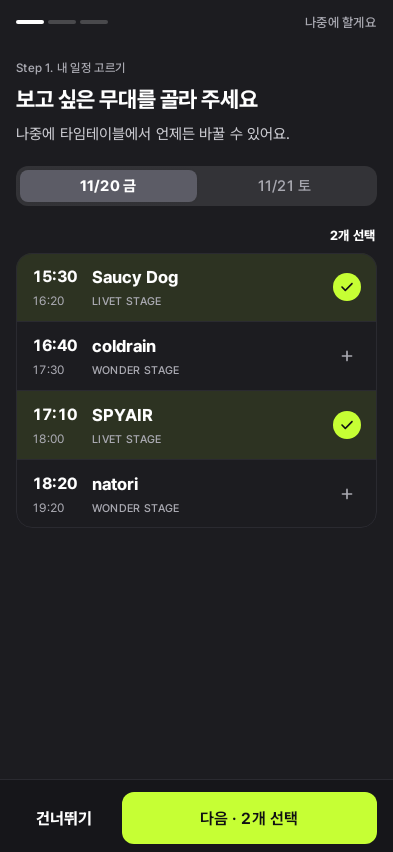 나중에 할게요
Step 1. 내 일정 고르기
보고 싶은 무대를 골라 주세요
나중에 타임테이블에서 언제든 바꿀 수 있어요.
11/20 금
11/21 토
2개 선택
15:30 Saucy Dog
16:20 LIVET STAGE
16:40 coldrain
17:30 WONDER STAGE
17:10 SPYAIR
18:00 LIVET STAGE
18:20 natori
19:20 WONDER STAGE
건너뛰기
다음 · 2개 선택